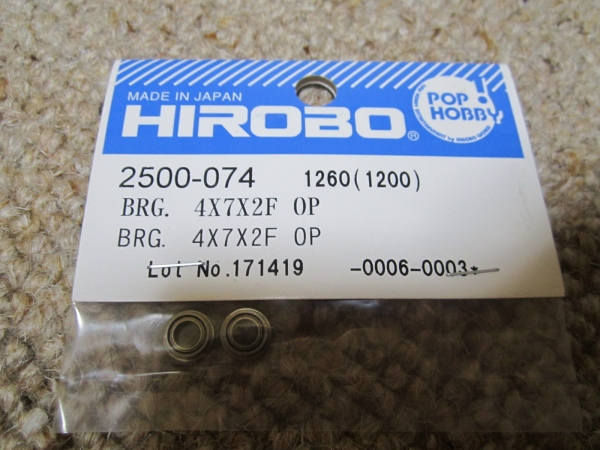 MADE IN JAPAN
HIROBO®
POP!
HOBBY
2500-074 1260(1200)
BRG. 4X7X2F OP
BRG. 4X7X2F OP
Lot No.171419 -0006-0003*